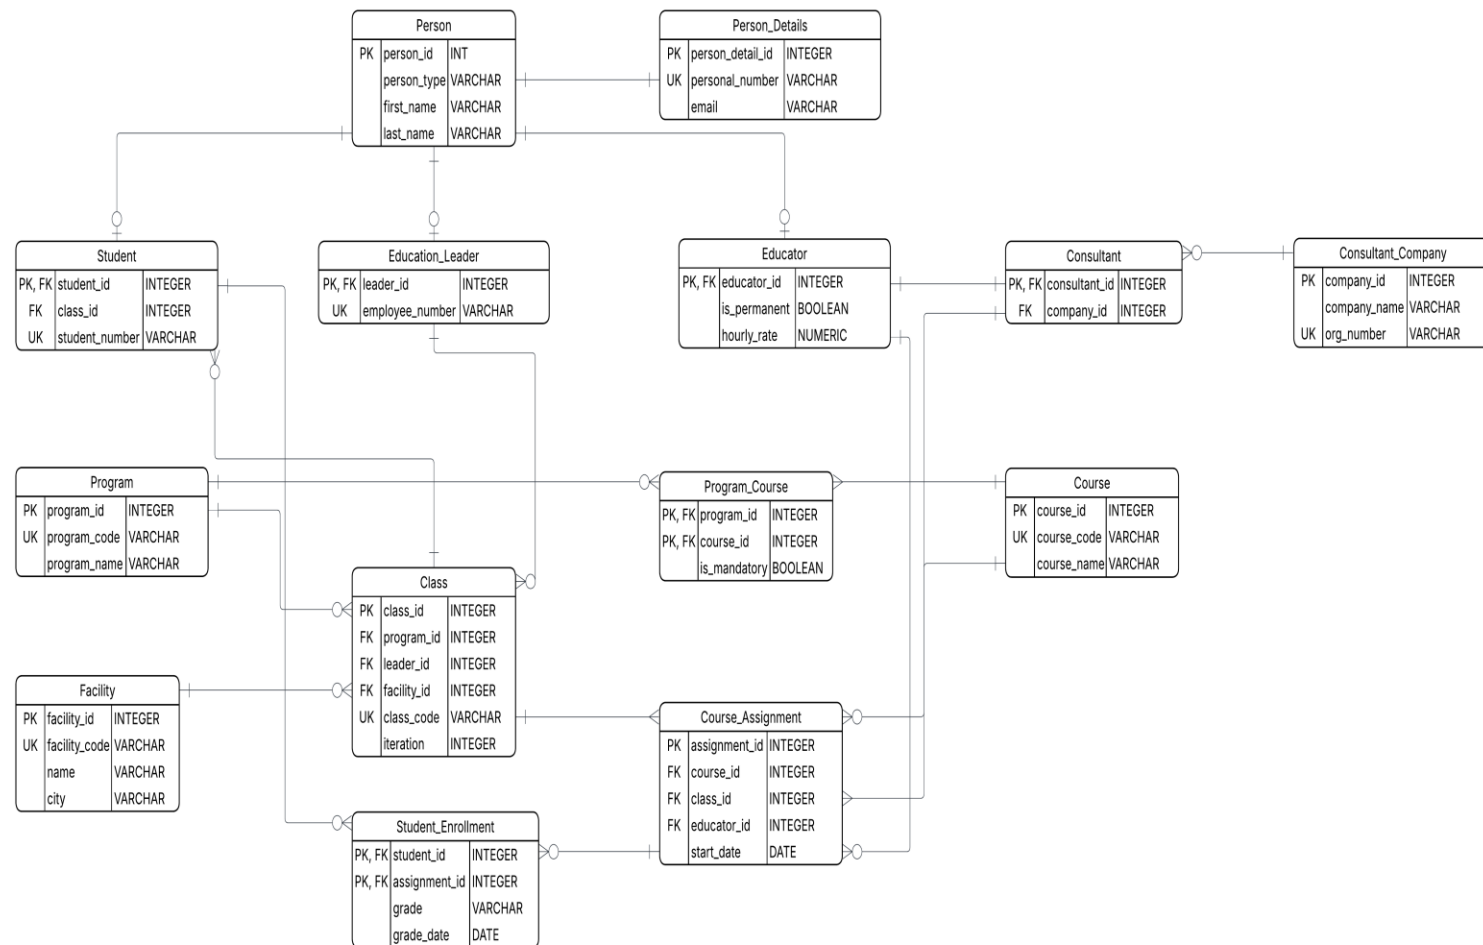 Person
PK person_id INT
person_type VARCHAR
first_name VARCHAR
last_name VARCHAR
Person_Details
PK person_detail_id INTEGER
UK personal_number VARCHAR
email VARCHAR
Student
PK, FK student_id INTEGER
FK class_id INTEGER
UK student_number VARCHAR
Education_Leader
PK, FK leader_id INTEGER
UK employee_number VARCHAR
Educator
PK, FK educator_id INTEGER
is_permanent BOOLEAN
hourly_rate NUMERIC
Consultant
PK, FK consultant_id INTEGER
FK company_id INTEGER
Consultant_Company
PK company_id INTEGER
company_name VARCHAR
UK org_number VARCHAR
Program
PK program_id INTEGER
UK program_code VARCHAR
program_name VARCHAR
Program_Course
PK, FK program_id INTEGER
PK, FK course_id INTEGER
is_mandatory BOOLEAN
Course
PK course_id INTEGER
UK course_code VARCHAR
course_name VARCHAR
Class
PK class_id INTEGER
FK program_id INTEGER
FK leader_id INTEGER
FK facility_id INTEGER
UK class_code VARCHAR
iteration INTEGER
Facility
PK facility_id INTEGER
UK facility_code VARCHAR
name VARCHAR
city VARCHAR
Course_Assignment
PK assignment_id INTEGER
FK course_id INTEGER
FK class_id INTEGER
FK educator_id INTEGER
start_date DATE
Student_Enrollment
PK, FK student_id INTEGER
PK, FK assignment_id INTEGER
grade VARCHAR
grade_date DATE